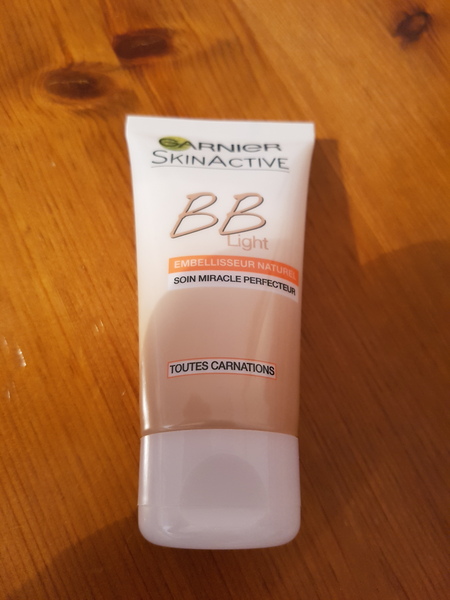 GARNIER
SKINACTIVE
BB
Light
EMBELLISSEUR NATUREL
SOIN MIRACLE PERFECTEUR
TOUTES CARNATIONS